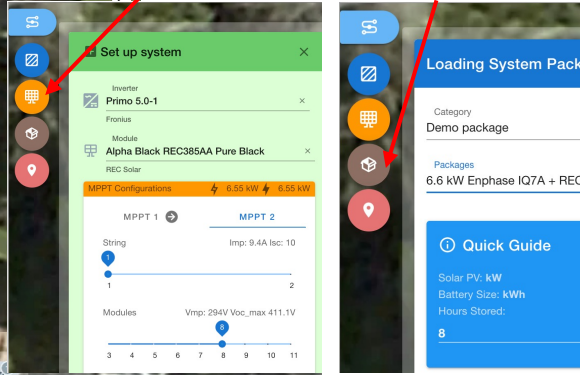 Set up system
Inverter
Primo 5.0-1
Fronius
Module
Alpha Black REC385AA Pure Black
REC Solar
MPPT Configurations 6.55 kW 6.55 kW
MPPT 1 MPPT 2
String Imp: 9.4A Isc: 10
1
1 2
Modules Vmp: 294V Voc_max 411.1V
8
3 4 5 6 7 8 9 10 11
Loading System Pack
Category
Demo package
Packages
6.6 kW Enphase IQ7A + REC
Quick Guide
Solar PV: kW
Battery Size: kWh
Hours Stored:
8